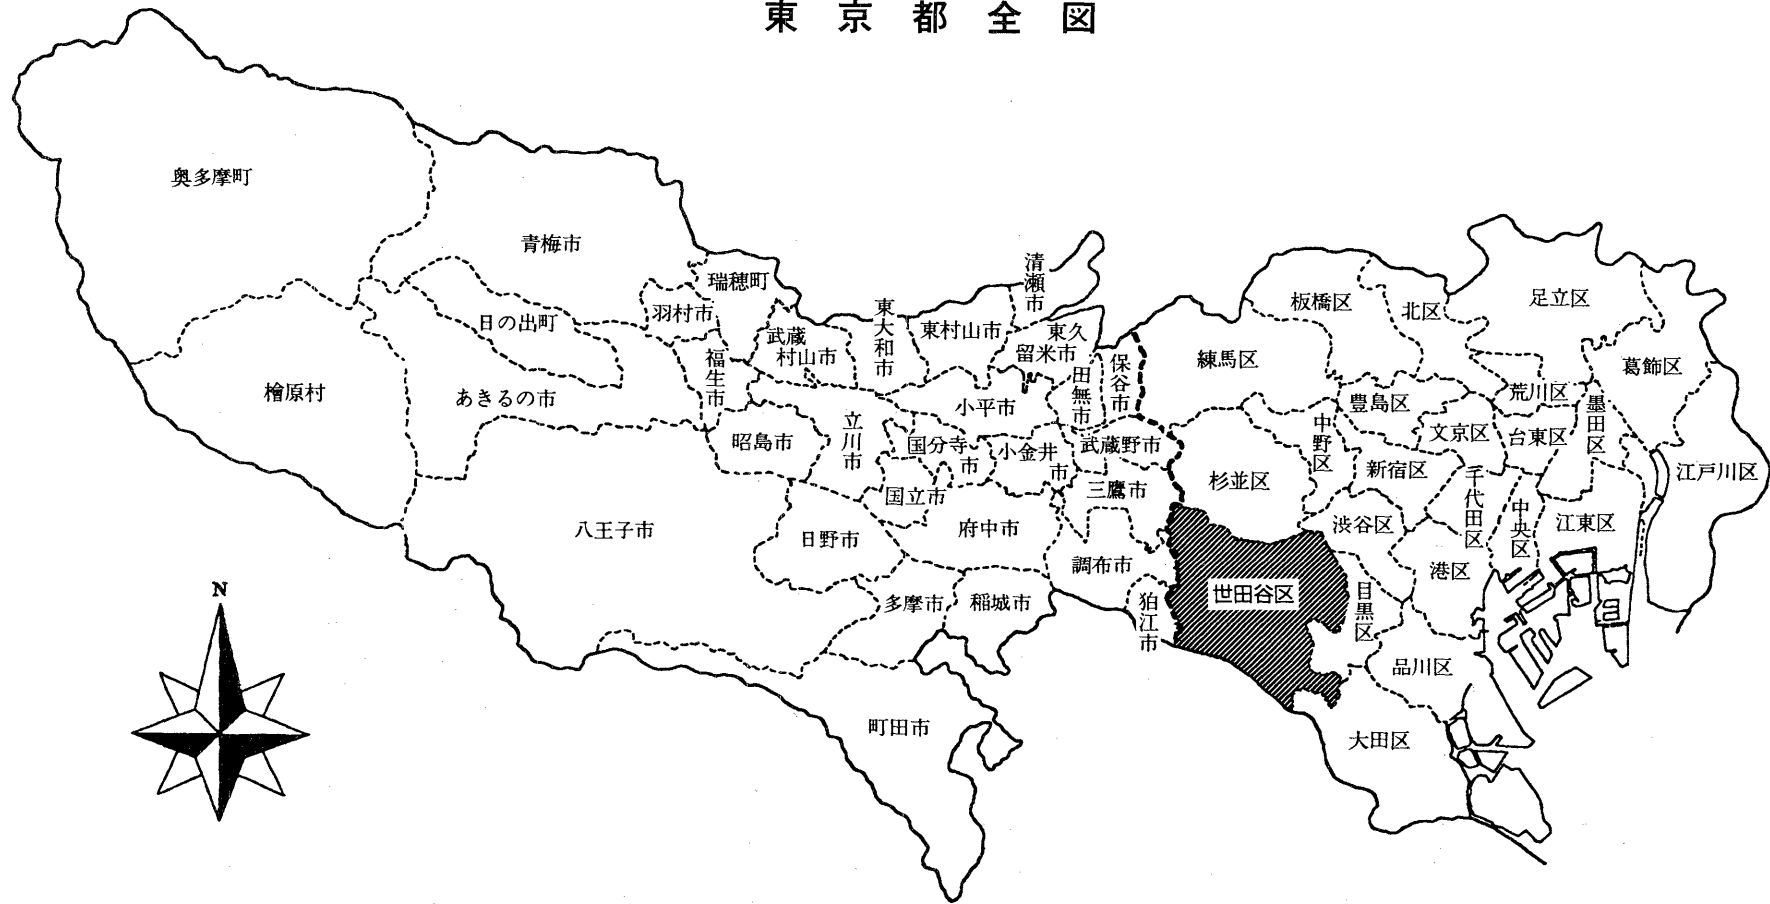 東京都全図
奥多摩町
青梅市
瑞穂町
羽村市
日の出町
檜原村
あきるの市
福生市
武蔵
村山市
東大和市
東村山市
清瀬市
東久
留米市
田無市
保谷市
小平市
立川市
昭島市
国分寺
市
小金井
市
武蔵野市
三鷹市
国立市
府中市
日野市
八王子市
調布市
狛江市
多摩市
稲城市
町田市
練馬区
板橋区
北区
足立区
葛飾区
荒川区
豊島区
中野区
文京区
台東区
墨田区
江戸川区
杉並区
新宿区
千代田区
中央区
江東区
渋谷区
港区
世田谷区
目黒区
品川区
大田区
N